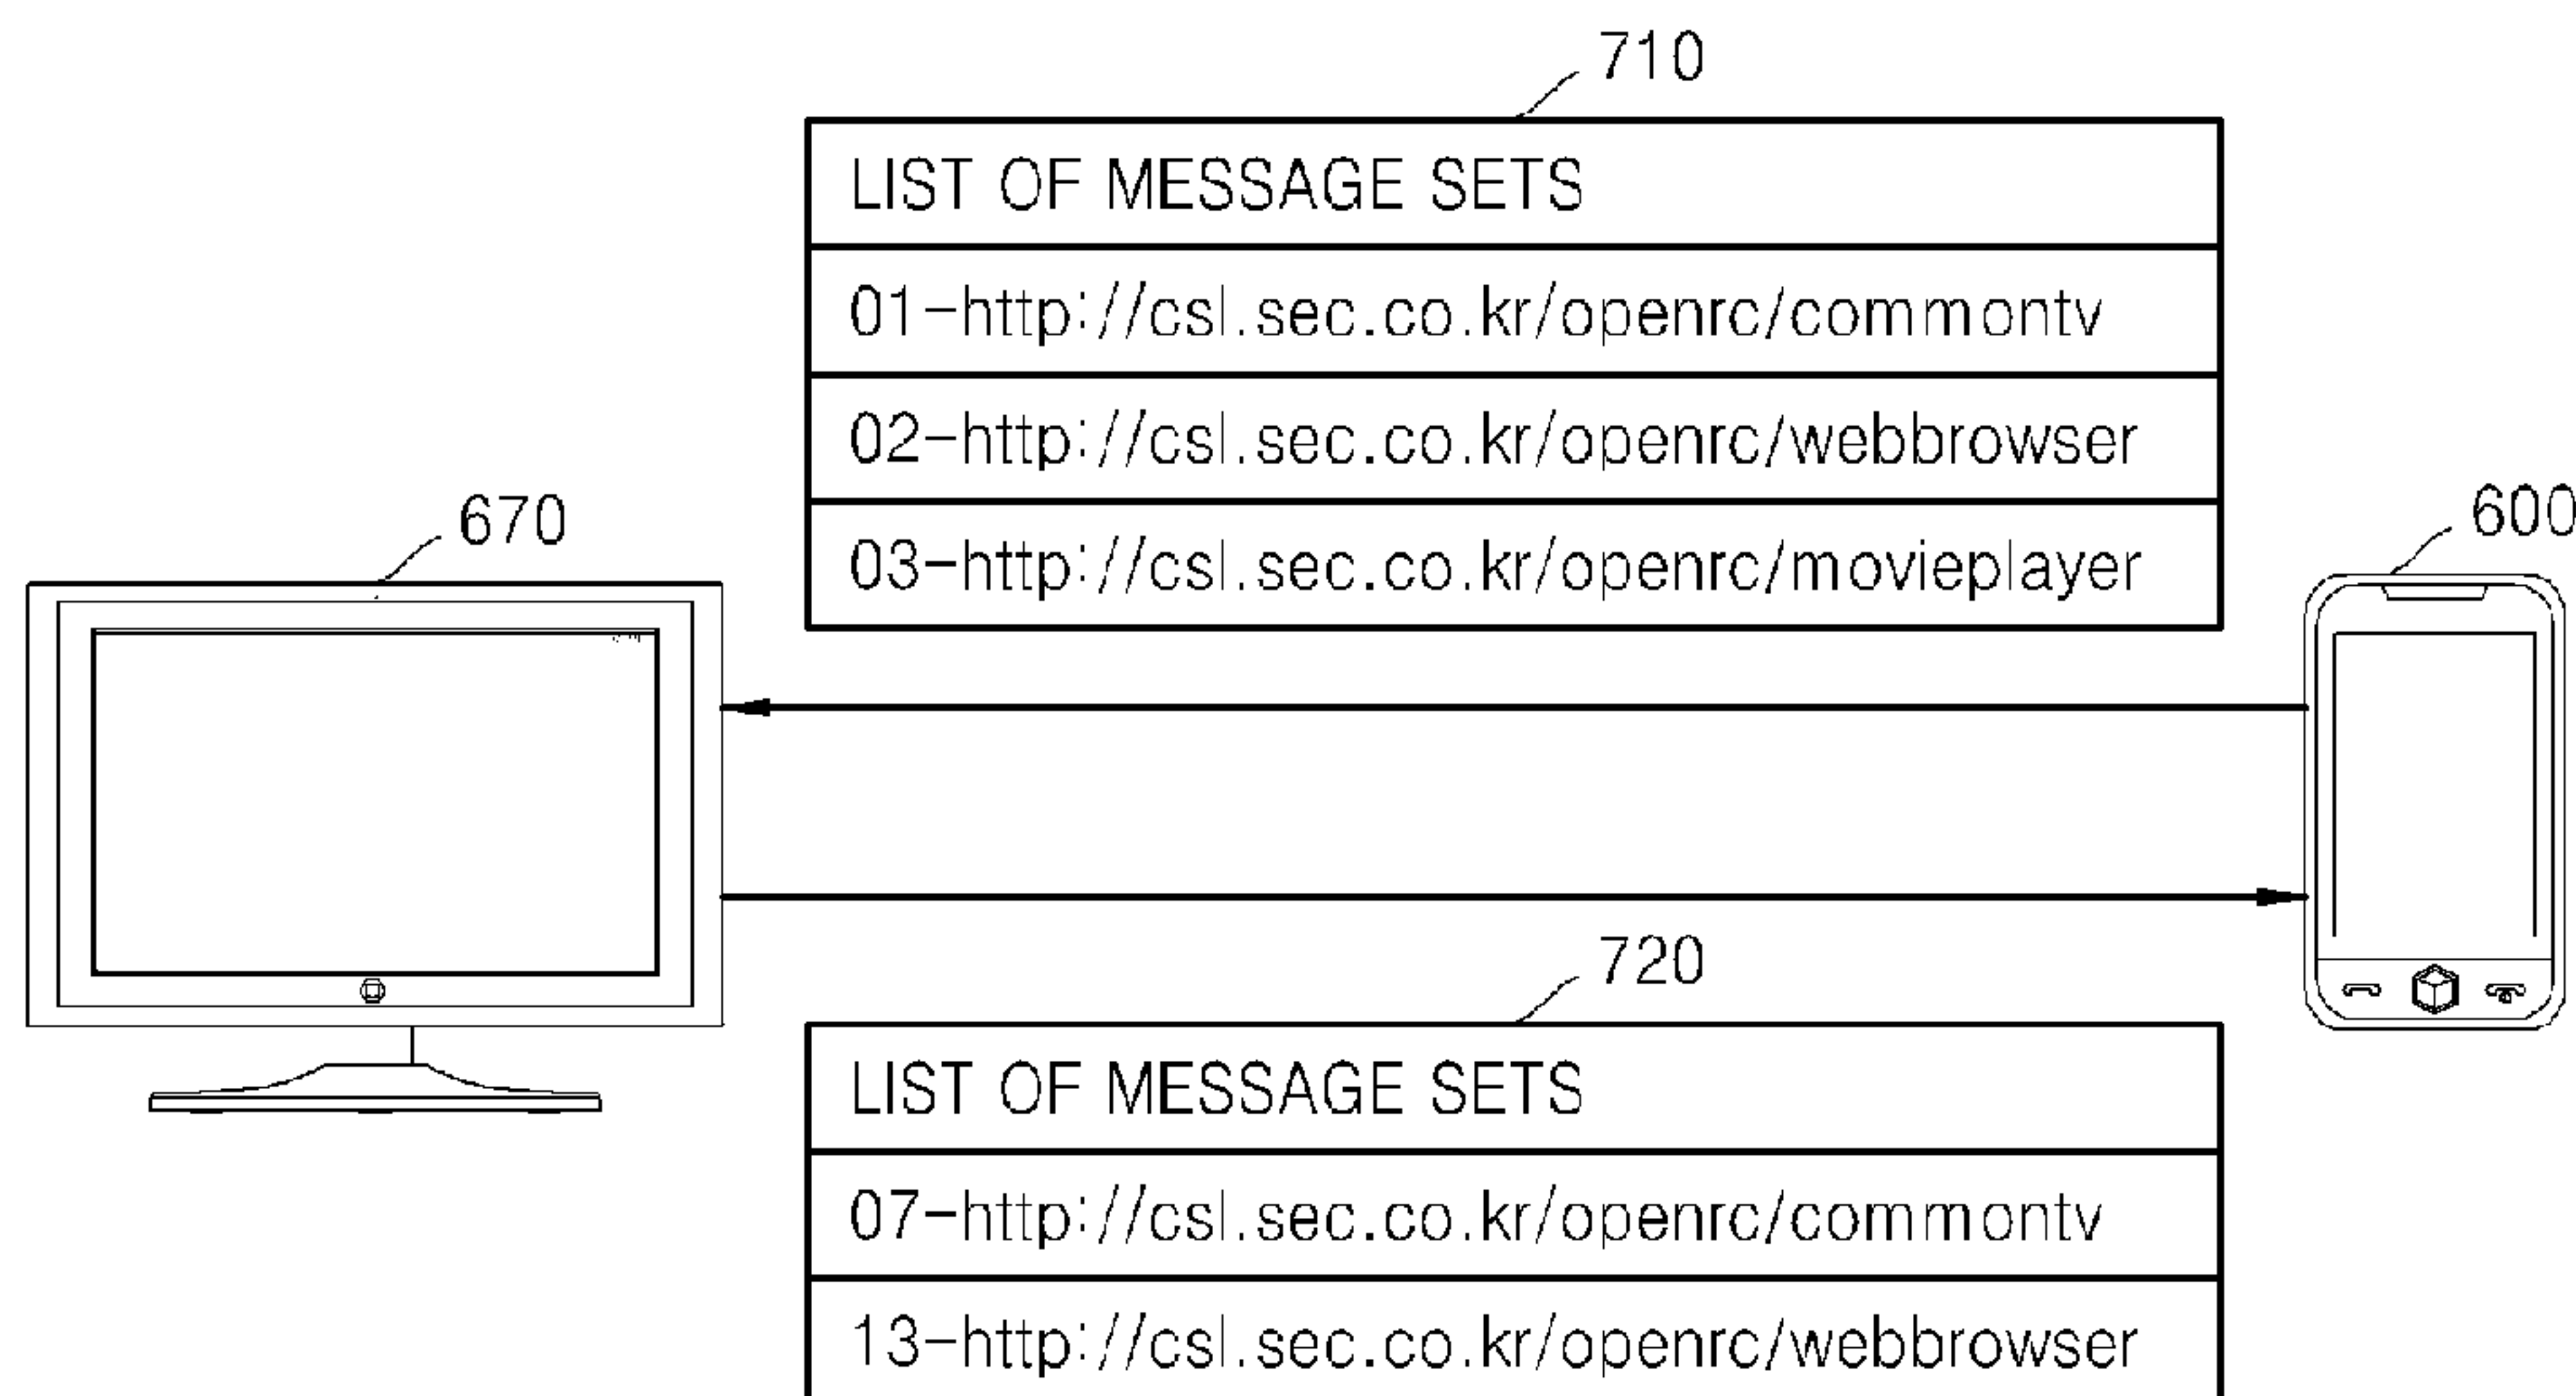 710
LIST OF MESSAGE SETS
01-http://csl.sec.co.kr/openrc/commontv
02-http://csl.sec.co.kr/openrc/webbrowser
03-http://csl.sec.co.kr/openrc/movieplayer
670
600
720
LIST OF MESSAGE SETS
07-http://csl.sec.co.kr/openrc/commontv
13-http://csl.sec.co.kr/openrc/webbrowser